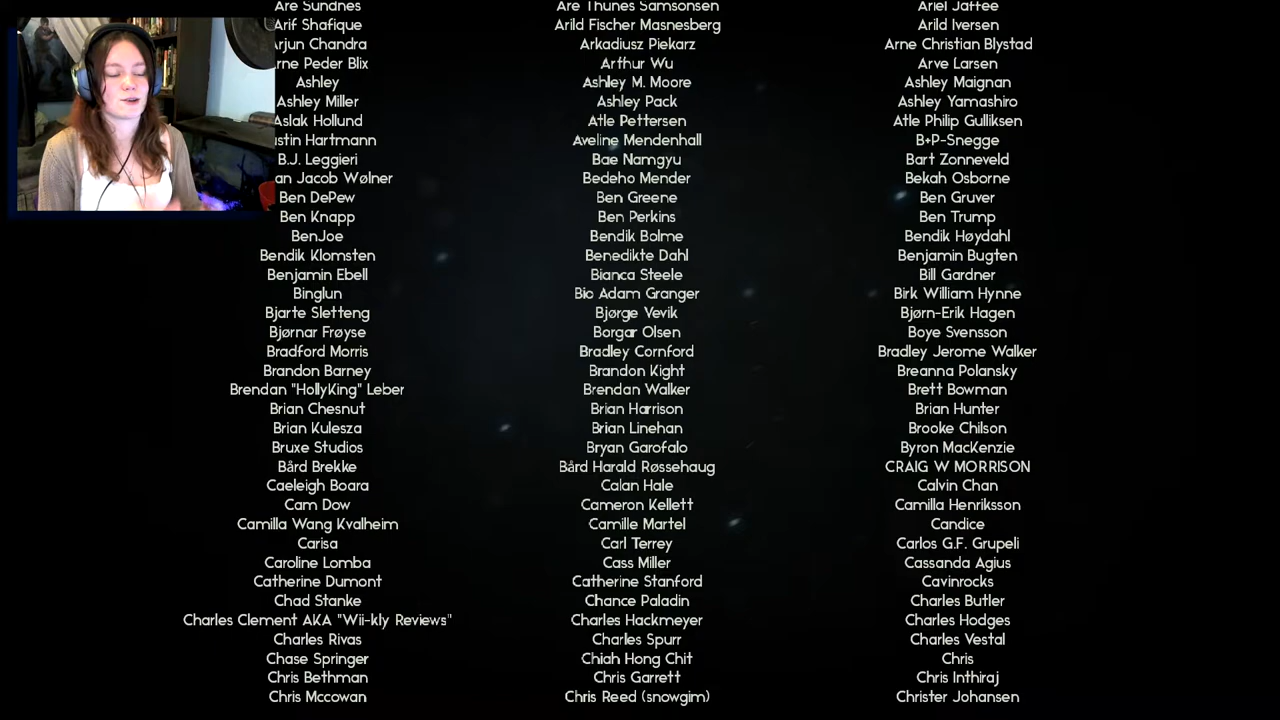 Are Sundnes Are Thunes Samsonsen Ariel Jaffee
Arif Shafique Arild Fischer Masnesberg Arild Iversen
Arjun Chandra Arkadiusz Piekarz Arne Christian Blystad
Arne Peder Blix Arthur Wu Arve Larsen
Ashley Ashley M. Moore Ashley Maignan
Ashley Miller Ashley Pack Ashley Yamashiro
Aslak Hollund Atle Pettersen Atle Philip Gulliksen
ustin Hartmann Aveline Mendenhall B+P-Snegge
B.J. Leggieri Bae Namgyu Bart Zonneveld
an Jacob Wølner Bedeho Mender Bekah Osborne
Ben DePew Ben Greene Ben Gruver
Ben Knapp Ben Perkins Ben Trump
BenJoe Bendik Bolme Bendik Høydahl
Bendik Klomsten Benedikte Dahl Benjamin Bugten
Benjamin Ebell Bianca Steele Bill Gardner
Binglun Bio Adam Granger Birk William Hynne
Bjarte Sletteng Bjørge Vevik Bjørn-Erik Hagen
Bjørnar Frøyse Borgar Olsen Boye Svensson
Bradford Morris Bradley Cornford Bradley Jerome Walker
Brandon Barney Brandon Kight Breanna Polansky
Brendan "HollyKing" Leber Brendan Walker Brett Bowman
Brian Chesnut Brian Harrison Brian Hunter
Brian Kulesza Brian Linehan Brooke Chilson
Bruxe Studios Bryan Garofalo Byron MacKenzie
Bård Brekke Bård Harald Røssehaug CRAIG W MORRISON
Caeleigh Boara Calan Hale Calvin Chan
Cam Dow Cameron Kellett Camilla Henriksson
Camilla Wang Kvalheim Camille Martel Candice
Carisa Carl Terrey Carlos G.F. Grupeli
Caroline Lomba Cass Miller Cassanda Agius
Catherine Dumont Catherine Stanford Cavinrocks
Chad Stanke Chance Paladin Charles Butler
Charles Clement AKA "Wii-kly Reviews" Charles Hackmeyer Charles Hodges
Charles Rivas Charles Spurr Charles Vestal
Chase Springer Chiah Hong Chit Chris
Chris Bethman Chris Garrett Chris Inthiraj
Chris Mccowan Chris Reed (snowgim) Christer Johansen